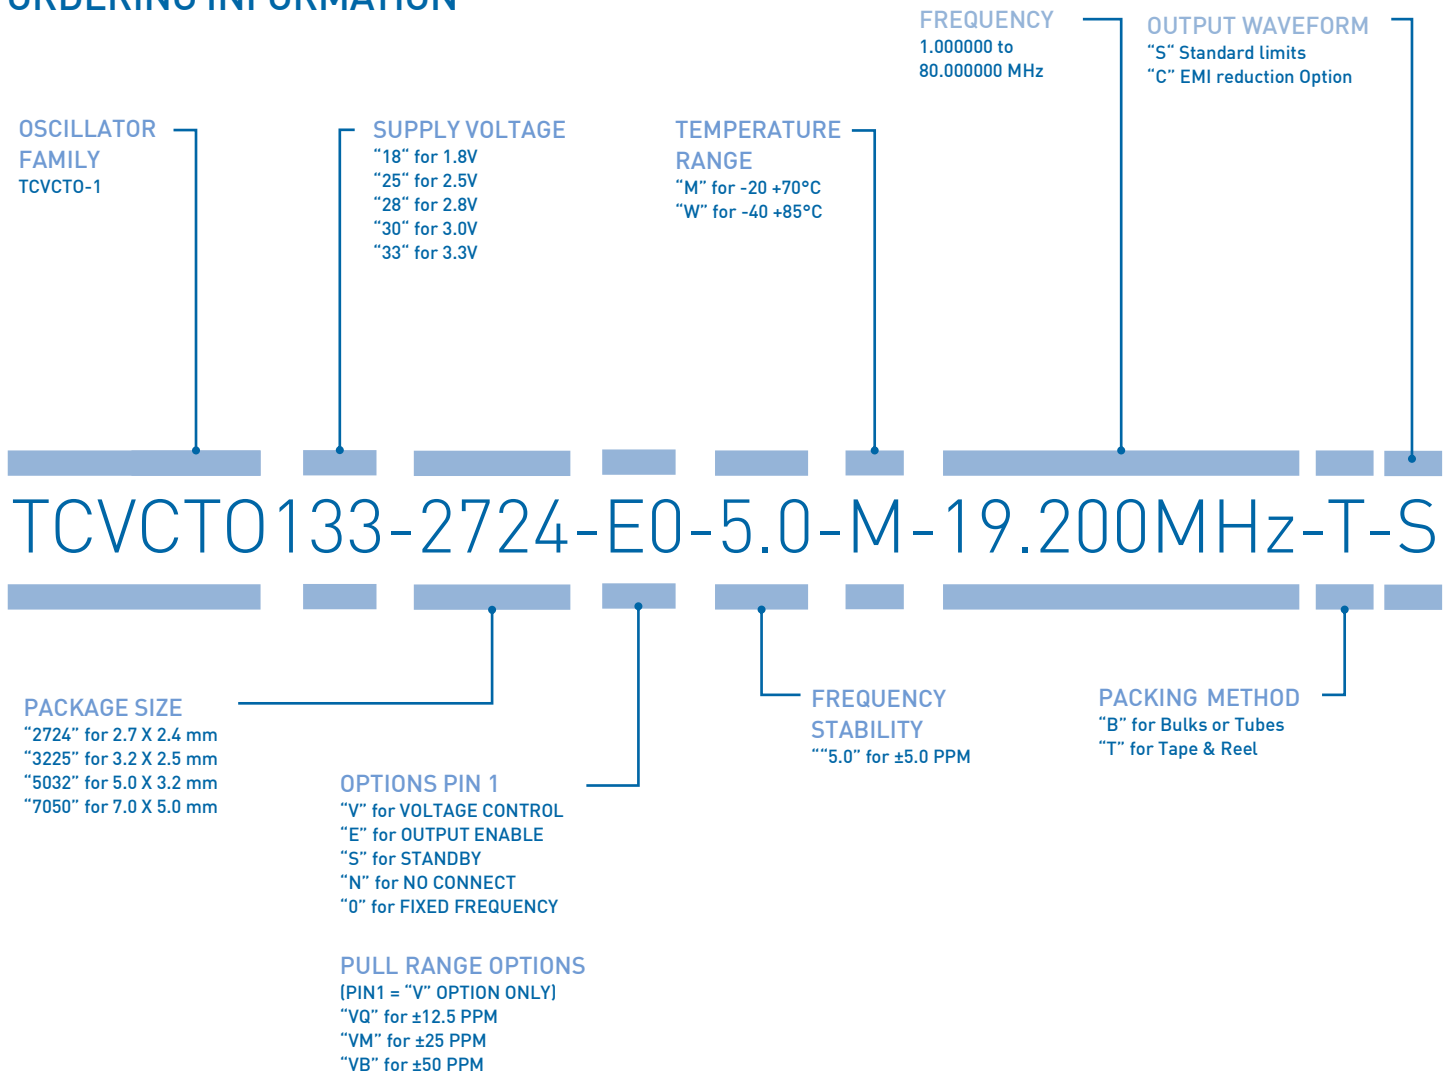 ORDERING INFORMATION
FREQUENCY
1.000000 to
80.000000 MHz
OUTPUT WAVEFORM
“S“ Standard limits
“C” EMI reduction Option
OSCILLATOR
FAMILY
TCVCTO-1
SUPPLY VOLTAGE
“18“ for 1.8V
“25” for 2.5V
“28” for 2.8V
“30“ for 3.0V
“33“ for 3.3V
TEMPERATURE
RANGE
“M” for -20 +70°C
“W” for -40 +85°C
TCVCTO133-2724-E0-5.0-M-19.200MHz-T-S
PACKAGE SIZE
“2724” for 2.7 X 2.4 mm
“3225” for 3.2 X 2.5 mm
“5032” for 5.0 X 3.2 mm
“7050” for 7.0 X 5.0 mm
OPTIONS PIN 1
“V” for VOLTAGE CONTROL
“E” for OUTPUT ENABLE
“S” for STANDBY
“N” for NO CONNECT
“0” for FIXED FREQUENCY
PULL RANGE OPTIONS
(PIN1 = “V” OPTION ONLY)
“VQ” for ±12.5 PPM
“VM” for ±25 PPM
“VB” for ±50 PPM
FREQUENCY
STABILITY
““5.0” for ±5.0 PPM
PACKING METHOD
“B” for Bulks or Tubes
“T” for Tape & Reel